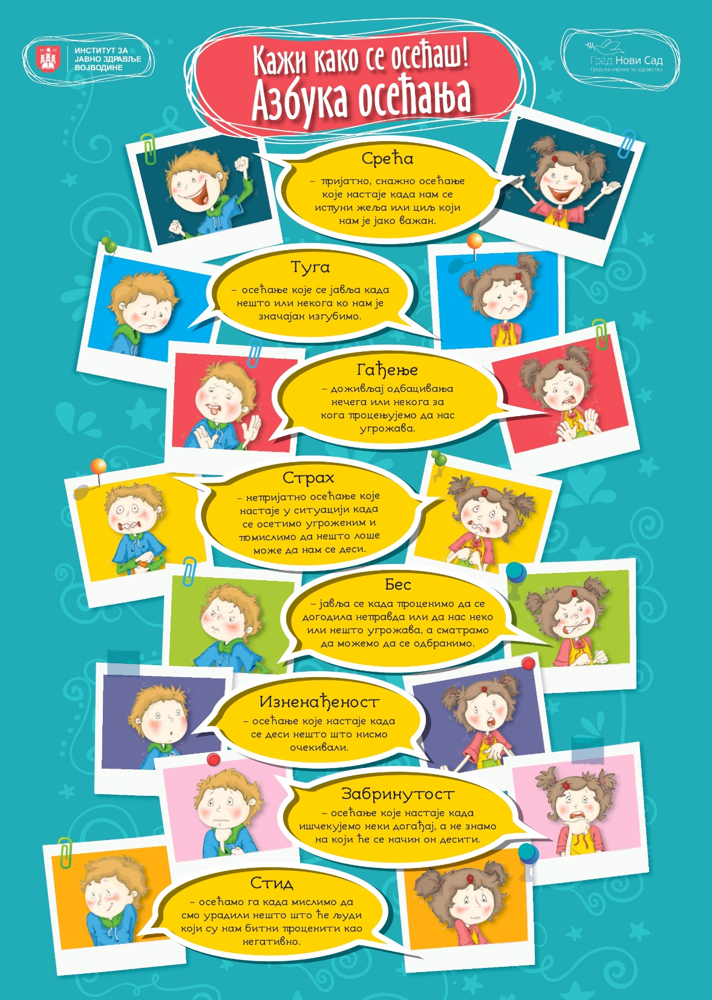 1920
ИНСТИТУТ ЗА
ЈАВНО ЗДРАВЉЕ
ВОЈВОДИНЕ
Кажи како се осећаш!
Азбука осећања
Град Нови Сад
Градска управа за здравство
Срећа
– пријатно, снажно осећање
које настаје када нам се
испуни жеља или циљ који
нам је јако важан.
Туга
– осећање које се јавља када
нешто или некога ко нам је
значајан изгубимо.
Гађење
– доживљај одбацивања
нечега или некога за
кога процењујемо да нас
угрожава.
Страх
– непријатно осећање које
настаје у ситуацији када
се осетимо угроженим и
помислимо да нешто лоше
може да нам се деси.
Бес
– јавља се када проценимо да се
догодила неправда или да нас неко
или нешто угрожава, а сматрамо
да можемо да се одбранимо.
Изненађеност
– осећање које настаје када
се деси нешто што нисмо
очекивали.
Забринутост
– осећање које настаје када
ишчекујемо неки догађај, а не знамо
на који ће се начин он десити.
Стид
– осећамо га када мислимо да
смо урадили нешто што ће људи
који су нам битни проценити као
негативно.